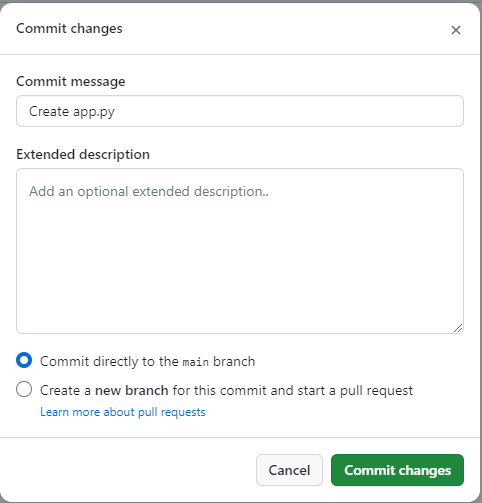 Commit changes
Commit message
Create app.py
Extended description
Add an optional extended description..
Commit directly to the main branch
Create a new branch for this commit and start a pull request
Learn more about pull requests
Cancel
Commit changes